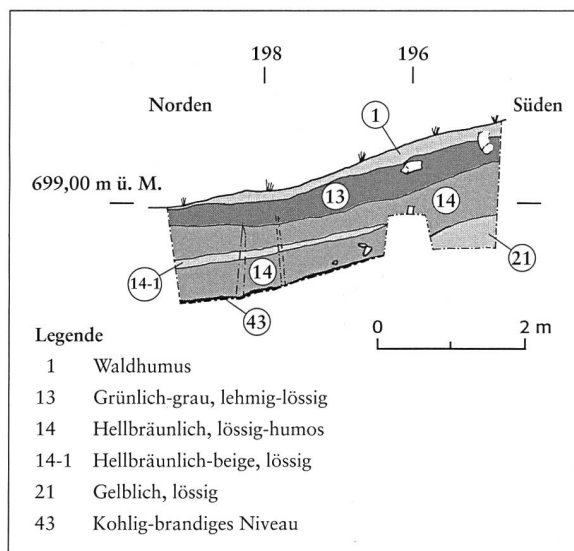 198 196
Norden Süden
1
699,00 m ü. M.
13
14
21
14
14-1
43
0 2 m
Legende
1 Waldhumus
13 Grünlich-grau, lehmig-lössig
14 Hellbräunlich, lössig-humos
14-1 Hellbräunlich-beige, lössig
21 Gelblich, lössig
43 Kohlig-brandiges Niveau